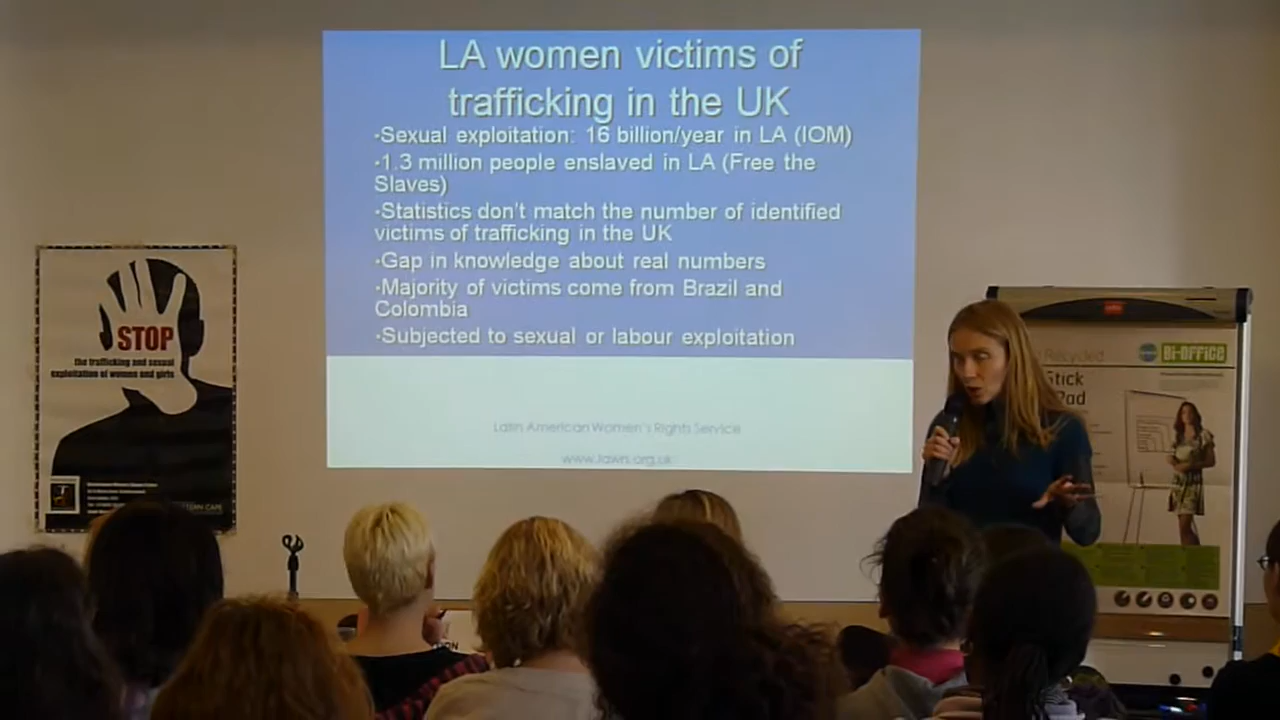 LA women victims of
trafficking in the UK
•Sexual exploitation: 16 billion/year in LA (IOM)
•1.3 million people enslaved in LA (Free the
Slaves)
•Statistics don't match the number of identified
victims of trafficking in the UK
•Gap in knowledge about real numbers
•Majority of victims come from Brazil and
Colombia
•Subjected to sexual or labour exploitation
Latin American Women's Rights Service
www.lawrs.org.uk
STOP
the trafficking and sexual
exploitation of women and girls
Recycled
Bi-OFFiCE
Stick
Pad